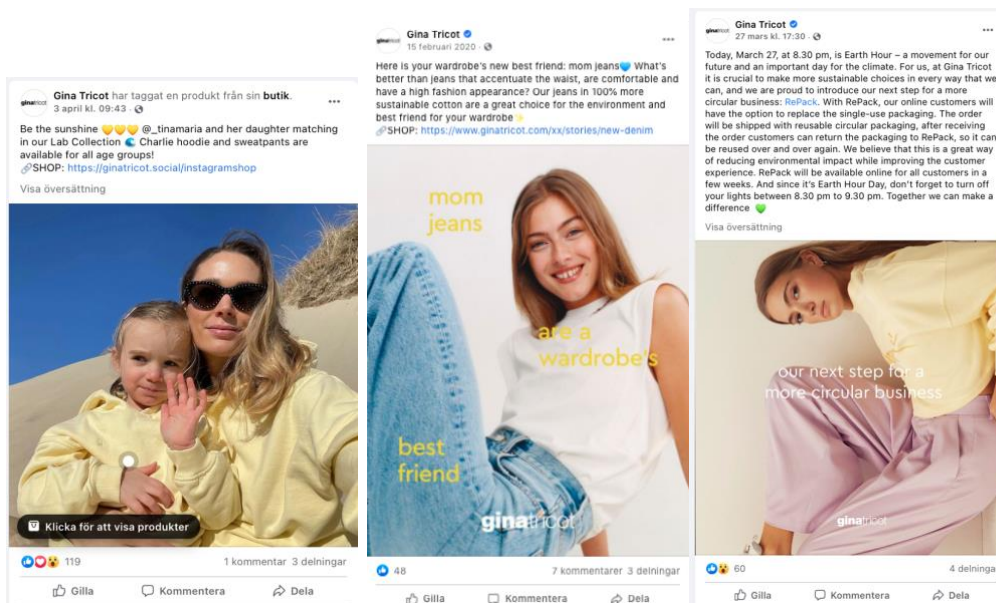 Gina Tricot har taggat en produkt från sin butik.
3 april kl. 09:43
Be the sunshine 💛💛💛 @_tinamaria and her daughter matching
in our Lab Collection 🌊 Charlie hoodie and sweatpants are
available for all age groups!
🔗SHOP: https://ginatricot.social/instagramshop
Visa översättning
Klicka för att visa produkter
119
1 kommentar 3 delningar
Gilla
Kommentera
Dela
Gina Tricot
15 februari 2020
Here is your wardrobe's new best friend: mom jeans💙 What's
better than jeans that accentuate the waist, are comfortable and
have a high fashion appearance? Our jeans in 100% more
sustainable cotton are a great choice for the environment and
best friend for your wardrobe✨
🔗SHOP: https://www.ginatricot.com/xx/stories/new-denim
mom
jeans
are a
wardrobe's
best
friend
ginatricot
48
7 kommentarer 3 delningar
Gilla
Kommentera
Dela
Gina Tricot
27 mars kl. 17:30
Today, March 27, at 8.30 pm, is Earth Hour – a movement for our
future and an important day for the climate. For us, at Gina Tricot
it is crucial to make more sustainable choices in every way that we
can, and we are proud to introduce our next step for a more
circular business: RePack. With RePack, our online customers will
have the option to replace the single-use packaging. The order
will be shipped with reusable circular packaging, after receiving
the order customers can return the packaging to RePack, so it can
be reused over and over again. We believe that this is a great way
of reducing environmental impact while improving the customer
experience. RePack will be available online for all customers in a
few weeks. And since it's Earth Hour Day, don't forget to turn off
your lights between 8.30 pm to 9.30 pm. Together we can make a
difference 💚
Visa översättning
our next step for a
more circular business
ginatricot
60
4 delningar
Gilla
Kommentera
Dela